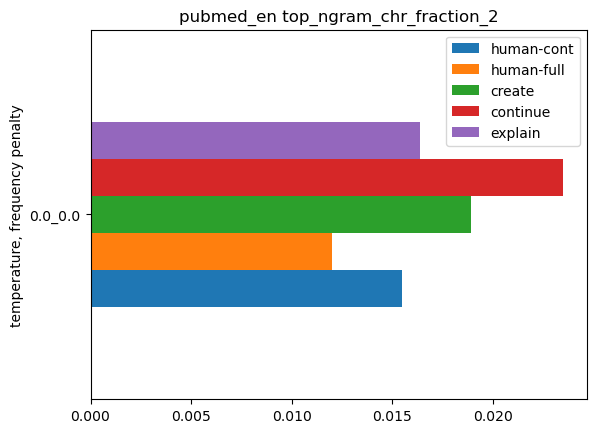 pubmed_en top_ngram_chr_fraction_2
human-cont
human-full
create
continue
explain
temperature, frequency penalty
0.0_0.0
0.000
0.005
0.010
0.015
0.020